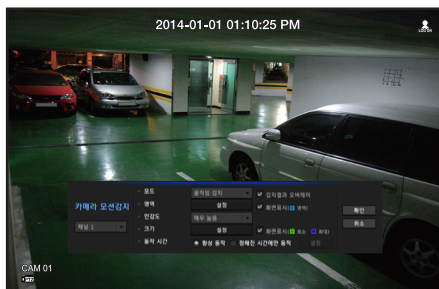 2014-01-01 01:10:25 PM
LOG ON
모드 움직임 감지 ✔ 감지결과 오버레이
카메라 모션감지 영역 설정 ✔ 화면표시( 영역) 확인
민감도 매우 높음 취소
채널 1 크기 설정 ✔ 화면표시( 최소 최대)
동작 시간 항상 동작 정해진 시간에만 동작 설정
CAM 01